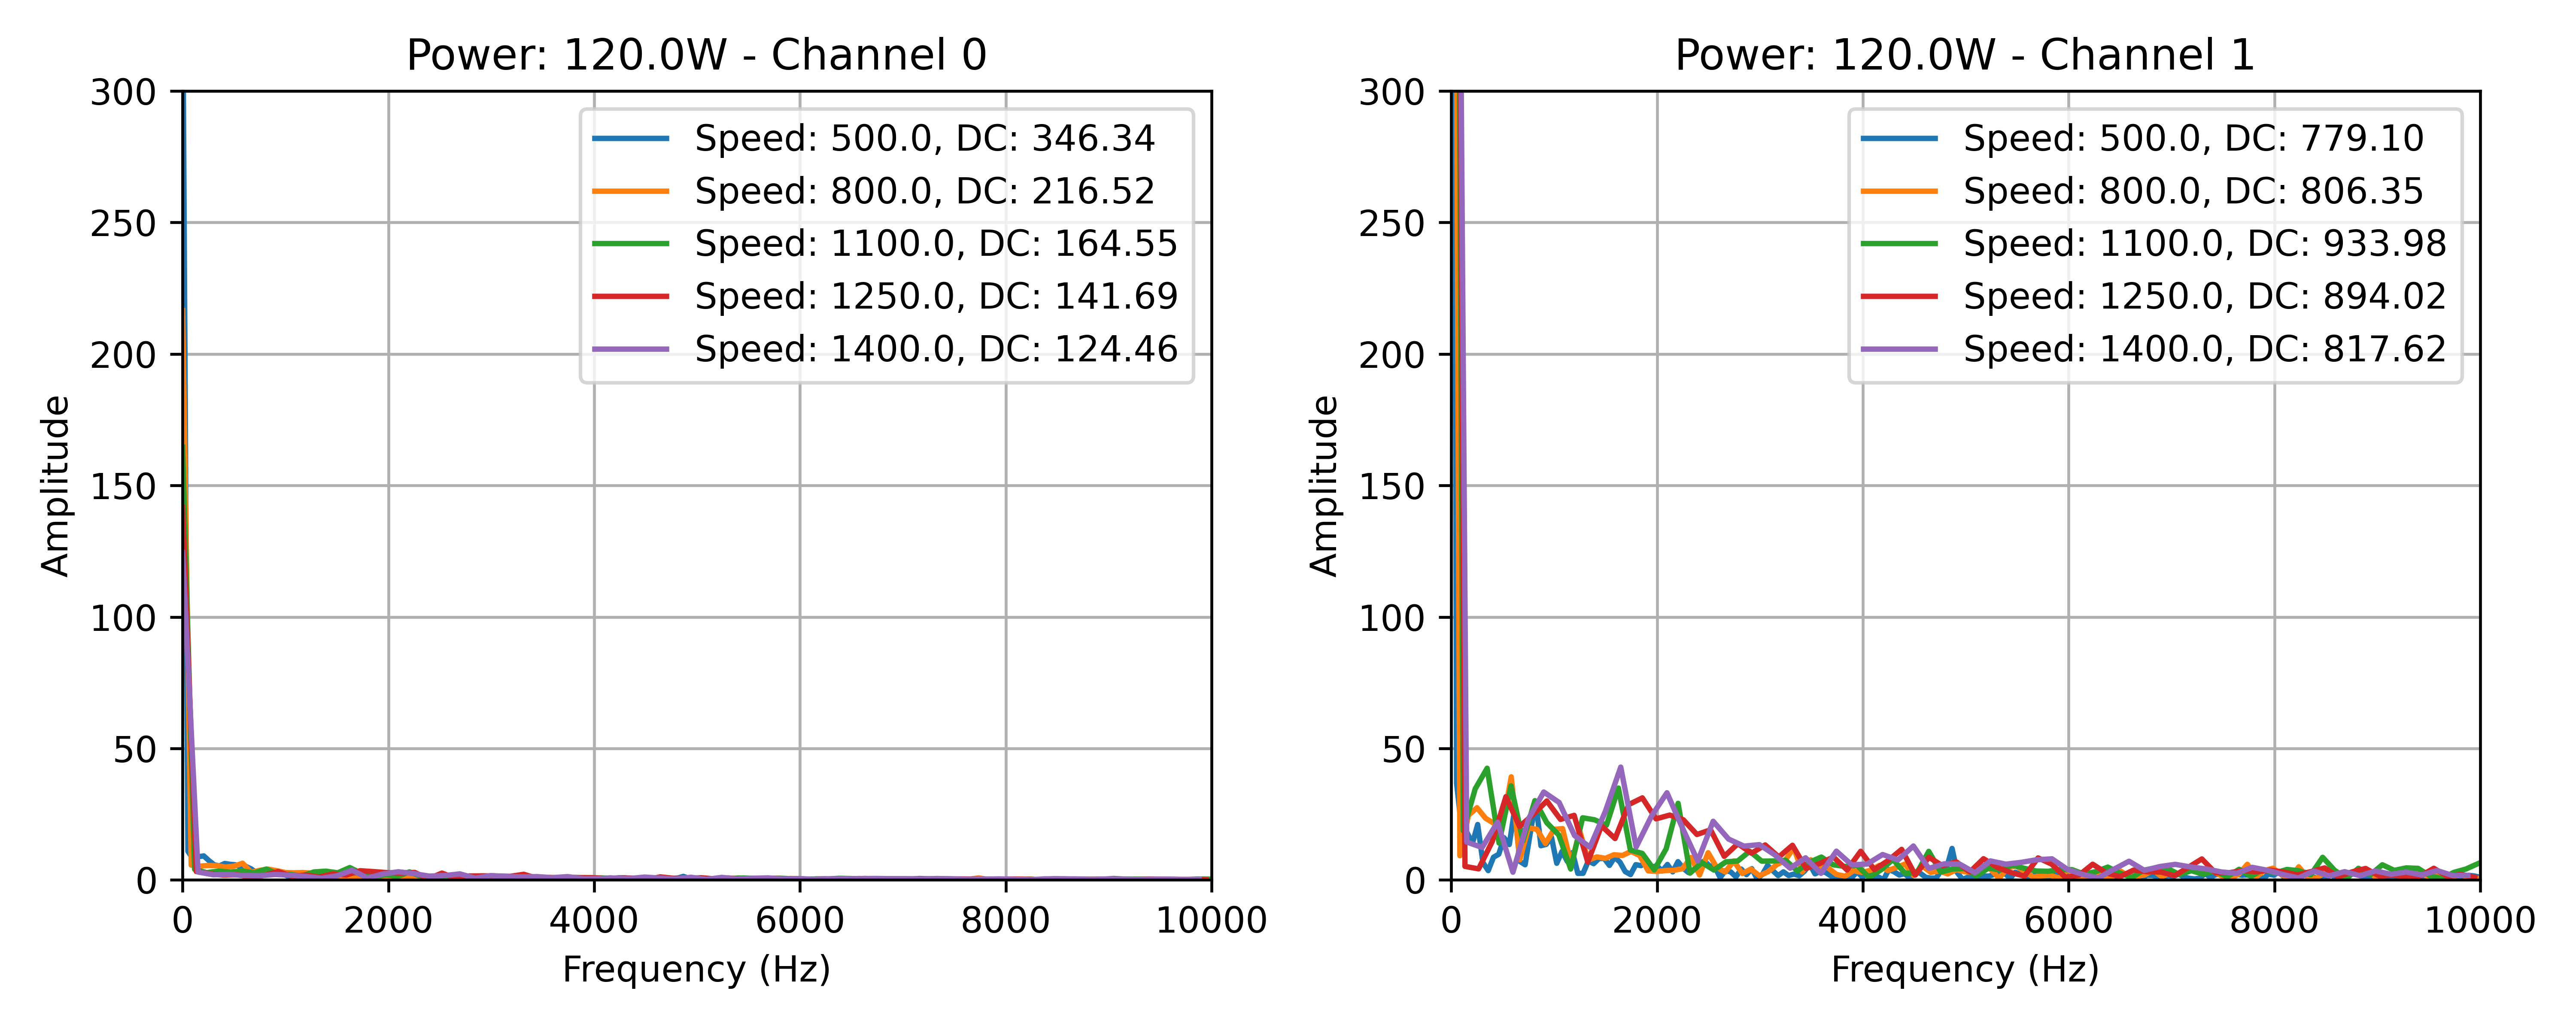 Power: 120.0W - Channel 0
300
250
200
150
100
50
0
Amplitude
Speed: 500.0, DC: 346.34
Speed: 800.0, DC: 216.52
Speed: 1100.0, DC: 164.55
Speed: 1250.0, DC: 141.69
Speed: 1400.0, DC: 124.46
0
2000
4000
6000
8000
10000
Frequency (Hz)
Power: 120.0W - Channel 1
300
250
200
150
100
50
0
Amplitude
Speed: 500.0, DC: 779.10
Speed: 800.0, DC: 806.35
Speed: 1100.0, DC: 933.98
Speed: 1250.0, DC: 894.02
Speed: 1400.0, DC: 817.62
0
2000
4000
6000
8000
10000
Frequency (Hz)